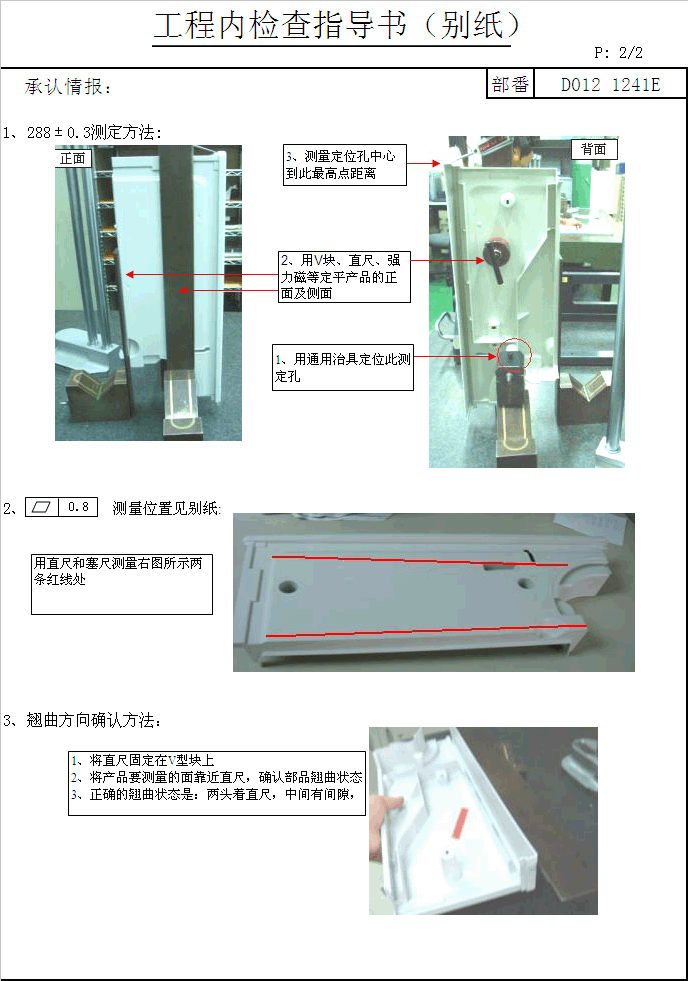 工程内检查指导书（别纸）
P: 2/2
承认情报：
部番 D012 1241E
1、288±0.3测定方法：
正面
背面
3、测量定位孔中心
到此最高点距离
2、用V块、直尺、强
力磁等定平产品的正
面及侧面
1、用通用治具定位此测
定孔
2、 0.8 测量位置见别纸:
用直尺和塞尺测量右图所示两
条红线处
3、翘曲方向确认方法：
1、将直尺固定在V型块上
2、将产品要测量的面靠近直尺，确认部品翘曲状态
3、正确的翘曲状态是：两头着直尺，中间有间隙，